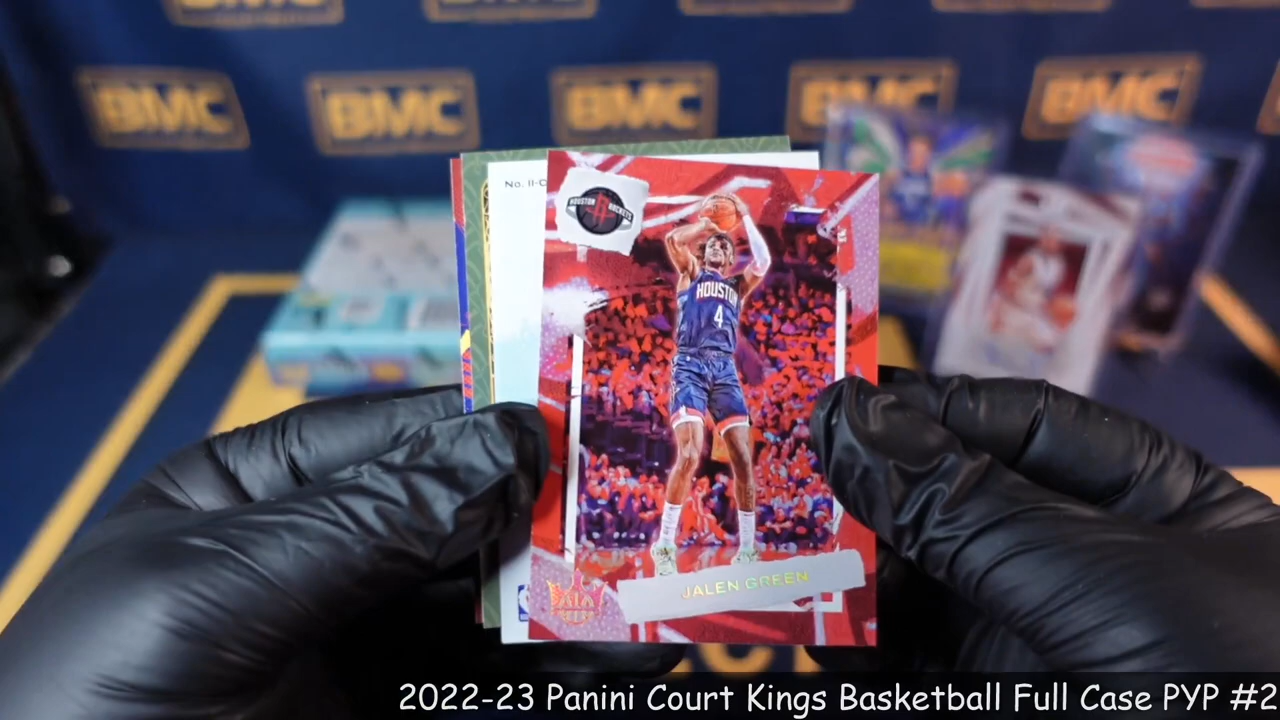 BMC BMC BMC BMC BMC
No. II-C
HOUSTON ROCKETS
HOUSTON
4
JALEN GREEN
2022-23 Panini Court Kings Basketball Full Case PYP #2